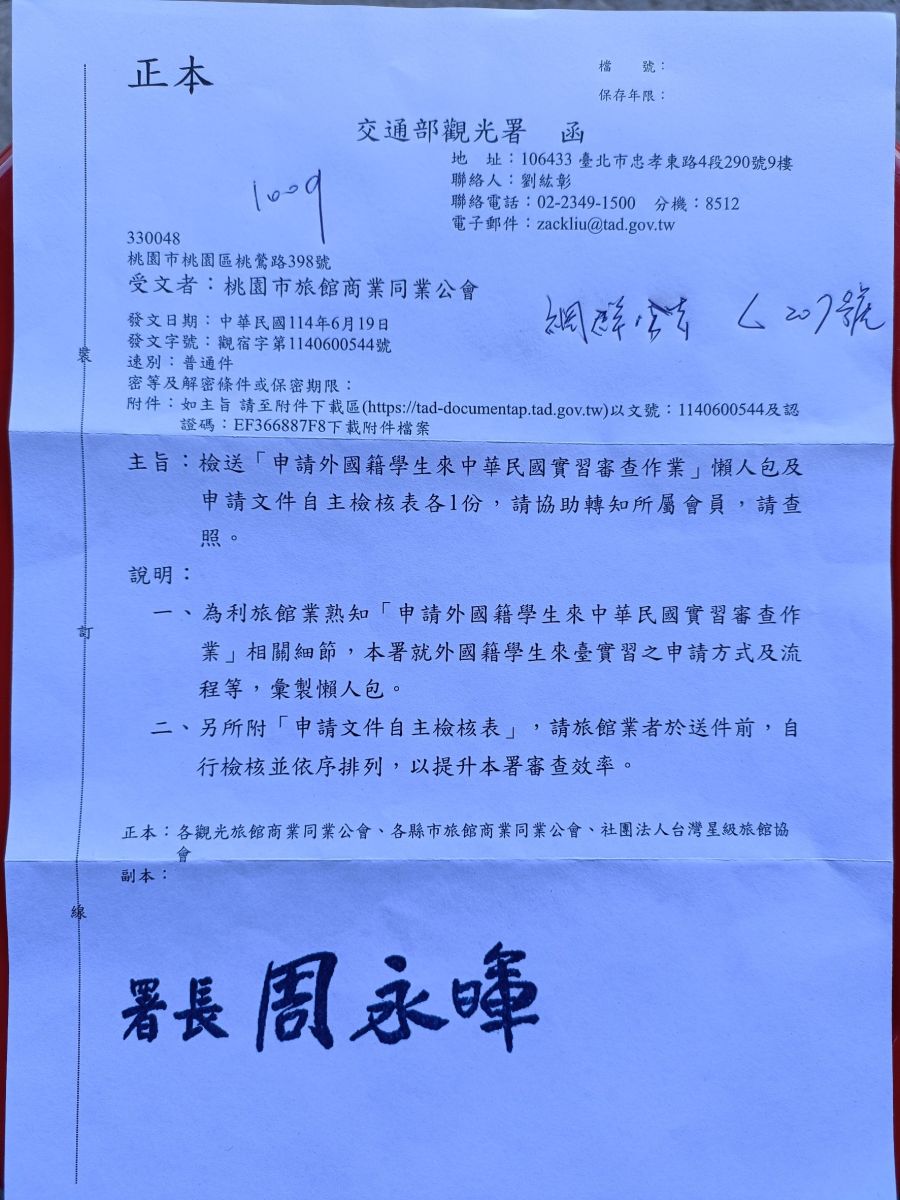 正本
檔　　號：
保存年限：
交通部觀光署　函
地　址：106433 臺北市忠孝東路4段290號9樓
聯絡人：劉紘彰
聯絡電話：02-2349-1500　分機：8512
電子郵件：zackliu@tad.gov.tw
1009
330048
桃園市桃園區桃鶯路398號
受文者：桃園市旅館商業同業公會
207號
發文日期：中華民國114年6月19日
發文字號：觀宿字第1140600544號
速別：普通件
密等及解密條件或保密期限：
附件：如主旨 請至附件下載區(https://tad-documentap.tad.gov.tw)以文號：1140600544及認
證碼：EF366887F8下載附件檔案
主旨：檢送「申請外國籍學生來中華民國實習審查作業」懶人包及
申請文件自主檢核表各1份，請協助轉知所屬會員，請查
照。
說明：
一、為利旅館業熟知「申請外國籍學生來中華民國實習審查作
業」相關細節，本署就外國籍學生來臺實習之申請方式及流
程等，彙製懶人包。
二、另所附「申請文件自主檢核表」，請旅館業者於送件前，自
行檢核並依序排列，以提升本署審查效率。
正本：各觀光旅館商業同業公會、各縣市旅館商業同業公會、社團法人台灣星級旅館協
會
副本：
裝
訂
線
署長 周永暉